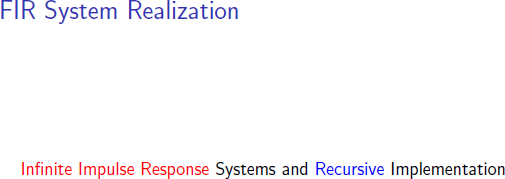 FIR System Realization
Infinite Impulse Response Systems and Recursive Implementation